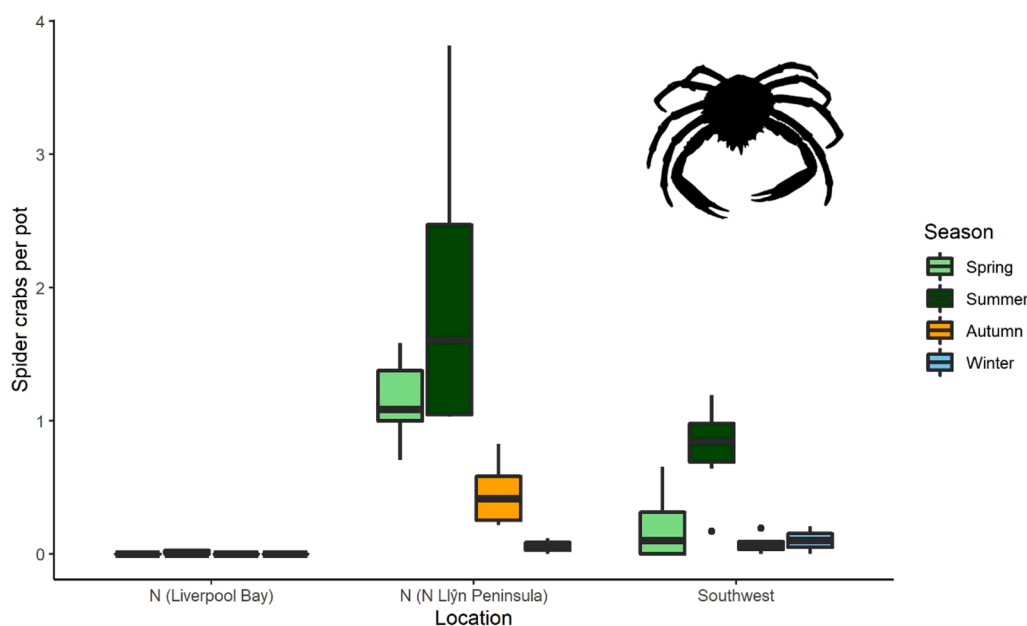 4
3
2
1
0
Spider crabs per pot
N (Liverpool Bay)
N (N Llŷn Peninsula)
Southwest
Location
Season
Spring
Summer
Autumn
Winter